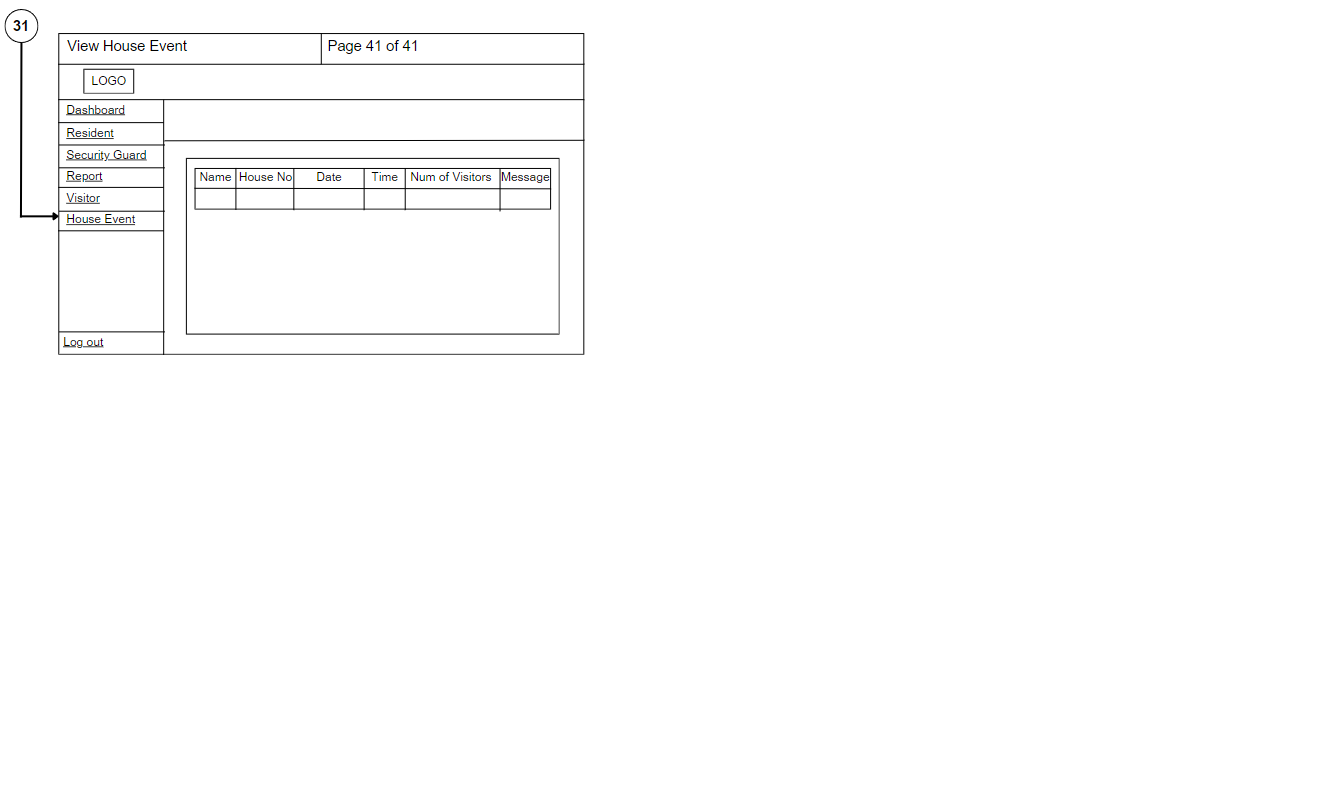 31
View House Event
Page 41 of 41
LOGO
Dashboard
Resident
Security Guard
Report
Visitor
House Event
Log out
Name House No Date Time Num of Visitors Message